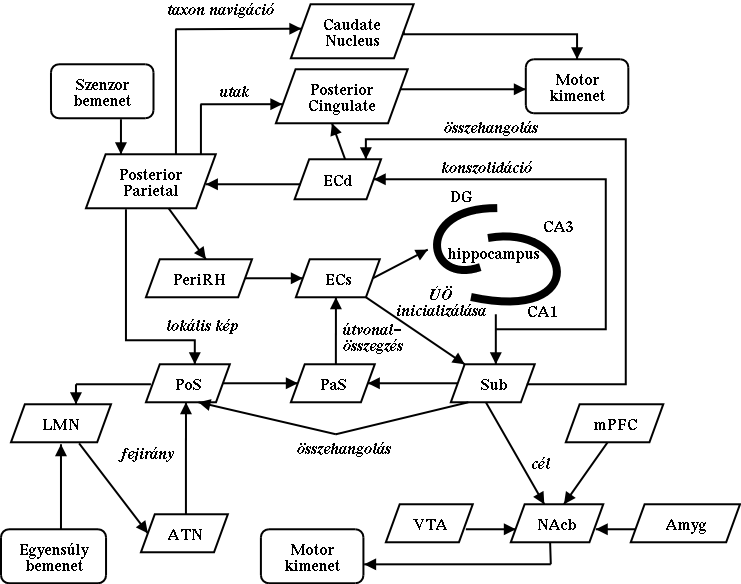 taxon navigáció
Caudate
Nucleus
Szenzor
bemenet
utak
Posterior
Cingulate
Motor
kimenet
összehangolás
Posterior
Parietal
ECd
konszolidáció
DG
CA3
hippocampus
PeriRH
ECs
ÚÖ
inicializálása
CA1
lokális kép
útvonal–
összegzés
PoS
PaS
Sub
LMN
mPFC
fejirány
összehangolás
cél
ATN
VTA
NAcb
Amyg
Egyensúly
bemenet
Motor
kimenet